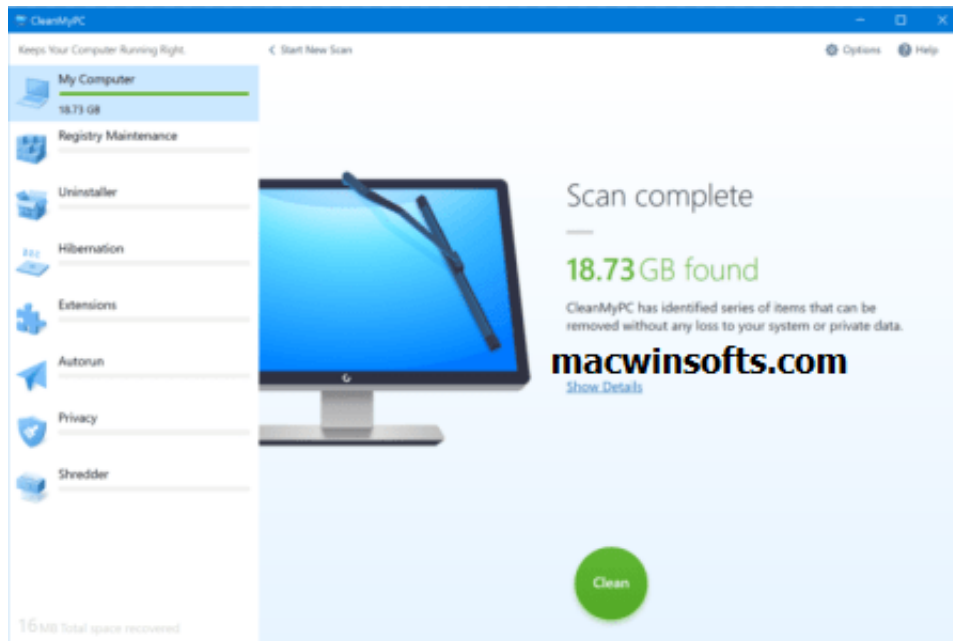 CleanMyPC
Keeps Your Computer Running Right.
Start New Scan
Options
Help
My Computer
18.73 GB
Registry Maintenance
Uninstaller
Hibernation
Extensions
Autorun
Privacy
Shredder
16 MB Total space recovered
Scan complete
18.73 GB found
CleanMyPC has identified series of items that can be
removed without any loss to your system or private data.
macwinsofts.com
Show Details
Clean